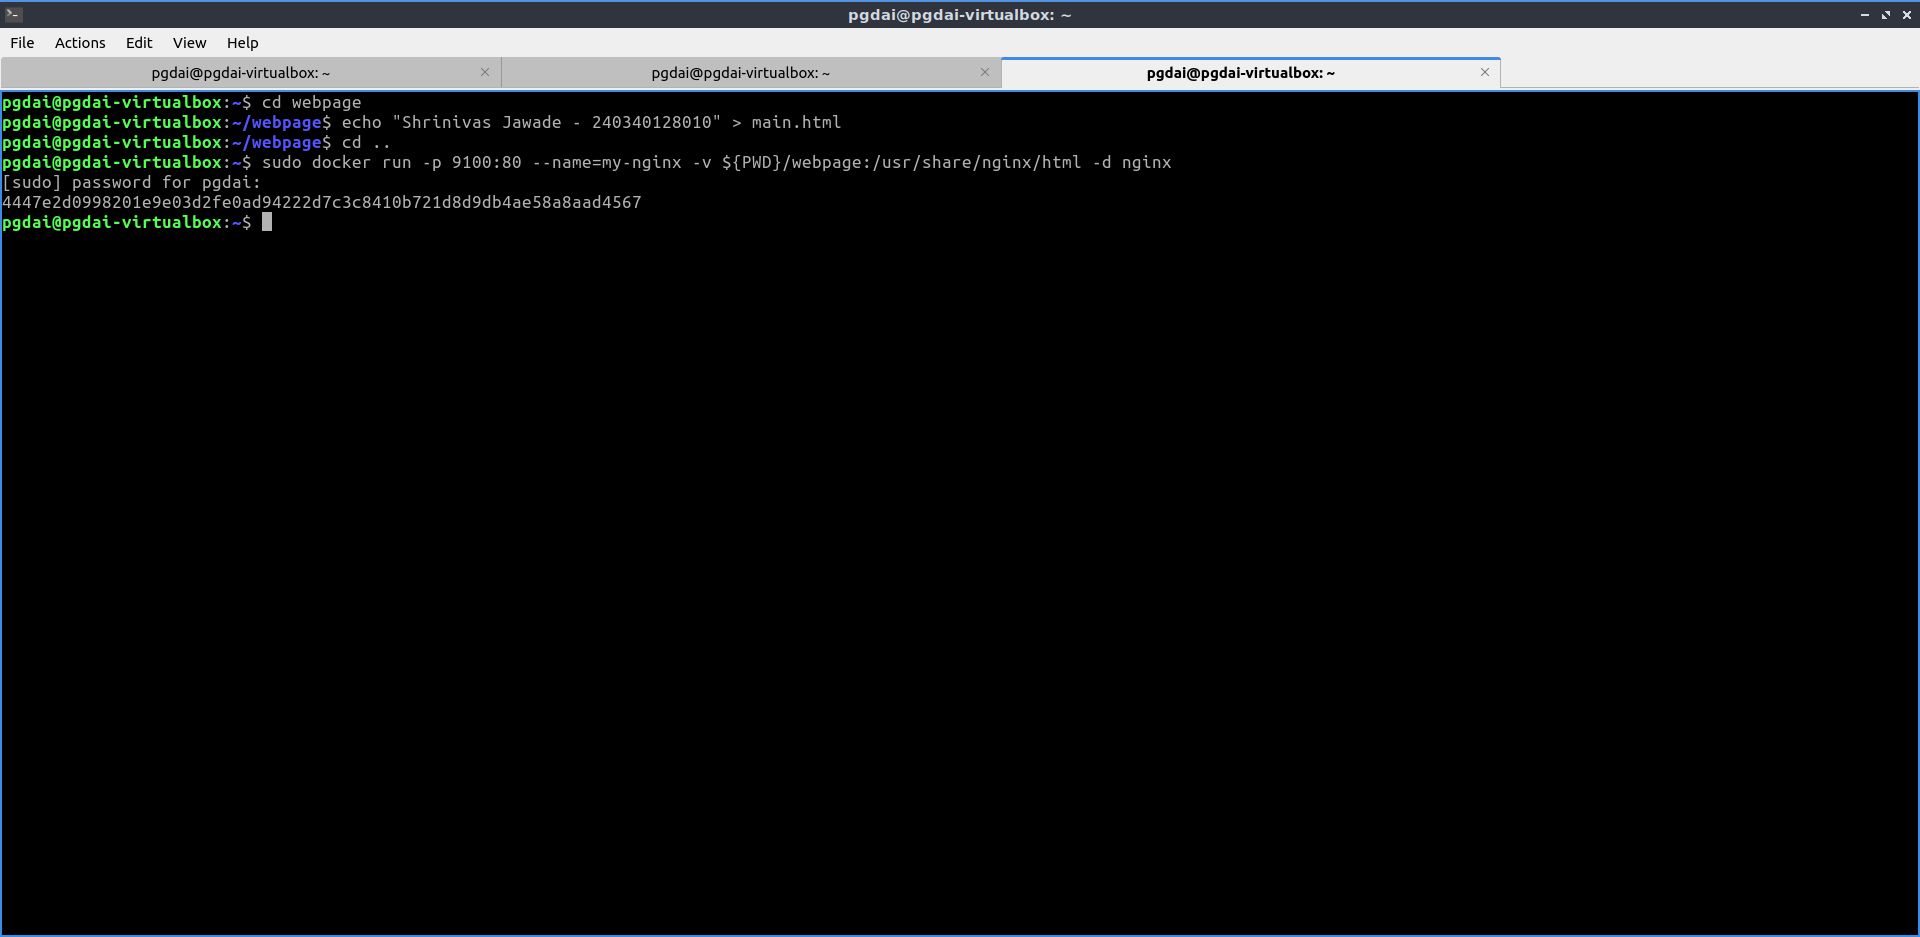 pgdai@pgdai-virtualbox: ~
File Actions Edit View Help
pgdai@pgdai-virtualbox: ~ pgdai@pgdai-virtualbox: ~ pgdai@pgdai-virtualbox: ~
pgdai@pgdai-virtualbox:~$ cd webpage
pgdai@pgdai-virtualbox:~/webpage$ echo "Shrinivas Jawade - 240340128010" > main.html
pgdai@pgdai-virtualbox:~/webpage$ cd ..
pgdai@pgdai-virtualbox:~$ sudo docker run -p 9100:80 --name=my-nginx -v ${PWD}/webpage:/usr/share/nginx/html -d nginx
[sudo] password for pgdai:
4447e2d0998201e9e03d2fe0ad94222d7c3c8410b721d8d9db4ae58a8aad4567
pgdai@pgdai-virtualbox:~$